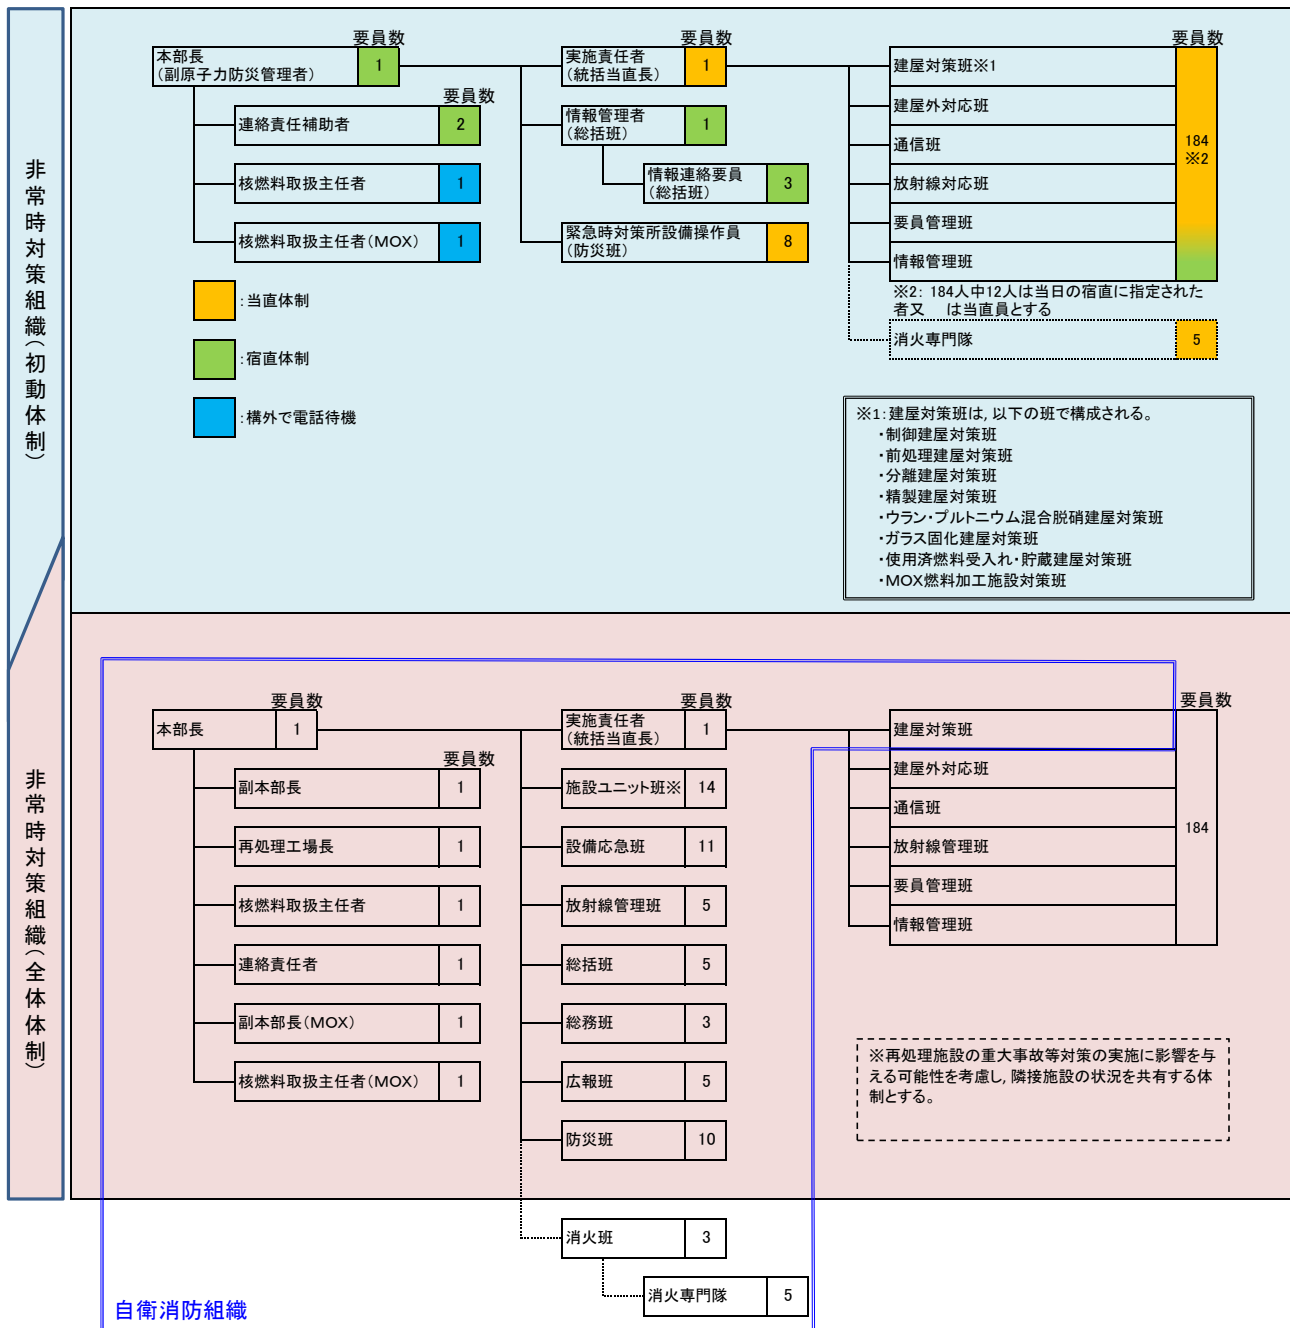 非常時対策組織(初動体制)
要員数
本部長
(副原子力防災管理者)
1
要員数
連絡責任補助者
2
核燃料取扱主任者
1
核燃料取扱主任者(MOX)
1
:当直体制
:宿直体制
:構外で電話待機
要員数
実施責任者
(統括当直長)
1
情報管理者
(総括班)
1
情報連絡要員
(総括班)
3
緊急時対策所設備操作員
(防災班)
8
要員数
建屋対策班※1
建屋外対応班
通信班
放射線対応班
要員管理班
情報管理班
184
※2
※2: 184人中12人は当日の宿直に指定された
者又 は当直員とする
消火専門隊
5
※1:建屋対策班は,以下の班で構成される。
・制御建屋対策班
・前処理建屋対策班
・分離建屋対策班
・精製建屋対策班
・ウラン・プルトニウム混合脱硝建屋対策班
・ガラス固化建屋対策班
・使用済燃料受入れ・貯蔵建屋対策班
・MOX燃料加工施設対策班
非常時対策組織(全体体制)
要員数
本部長
1
要員数
副本部長
1
再処理工場長
1
核燃料取扱主任者
1
連絡責任者
1
副本部長(MOX)
1
核燃料取扱主任者(MOX)
1
要員数
実施責任者
(統括当直長)
1
施設ユニット班※
14
設備応急班
11
放射線管理班
5
総括班
5
総務班
3
広報班
5
防災班
10
消火班
3
消火専門隊
5
要員数
建屋対策班
建屋外対応班
通信班
放射線管理班
要員管理班
情報管理班
184
※再処理施設の重大事故等対策の実施に影響を与
える可能性を考慮し,隣接施設の状況を共有する体
制とする。
自衛消防組織